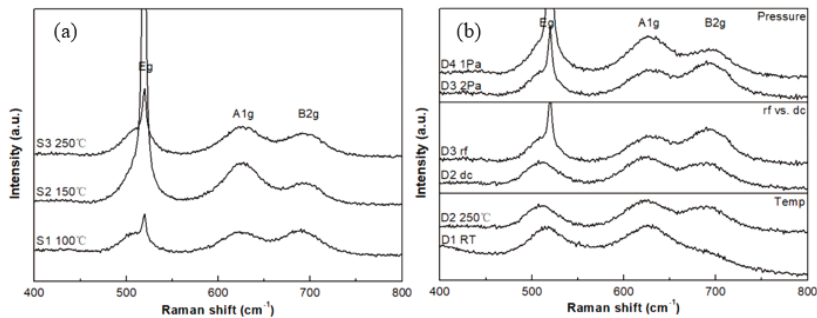 (a)
Eg
A1g
B2g
S3 250℃
S2 150℃
S1 100℃
Intensity (a.u.)
400
500
600
700
800
Raman shift (cm⁻¹)
(b)
Pressure
Eg
A1g
B2g
D4 1Pa
D3 2Pa
rf vs. dc
D3 rf
D2 dc
Temp
D2 250℃
D1 RT
Intensity (a.u.)
400
500
600
700
800
Raman shift (cm⁻¹)